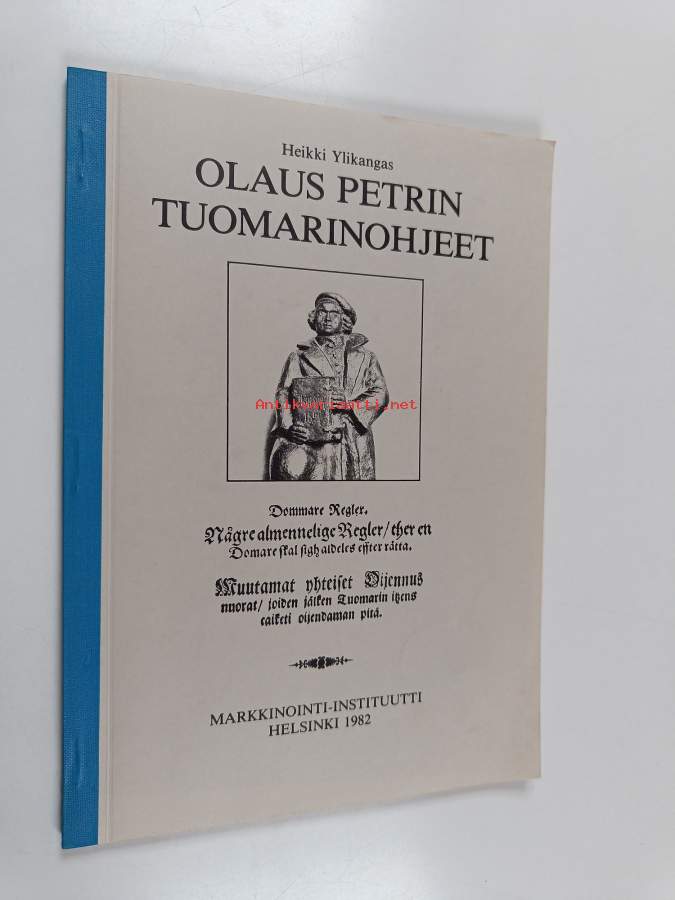 Heikki Ylikangas
OLAUS PETRIN
TUOMARINOHJEET
Antikvariaatti.net
Dommare Regler.
Någre almennelige Regler/ ther en
Domare skal sigh aldeles effter rätta.
Muutamat yhteiset Oijennus
nuorat/ joiden jälken Tuomarin itzens
caiketi oijendaman pitä.
MARKKINOINTI-INSTITUUTTI
HELSINKI 1982